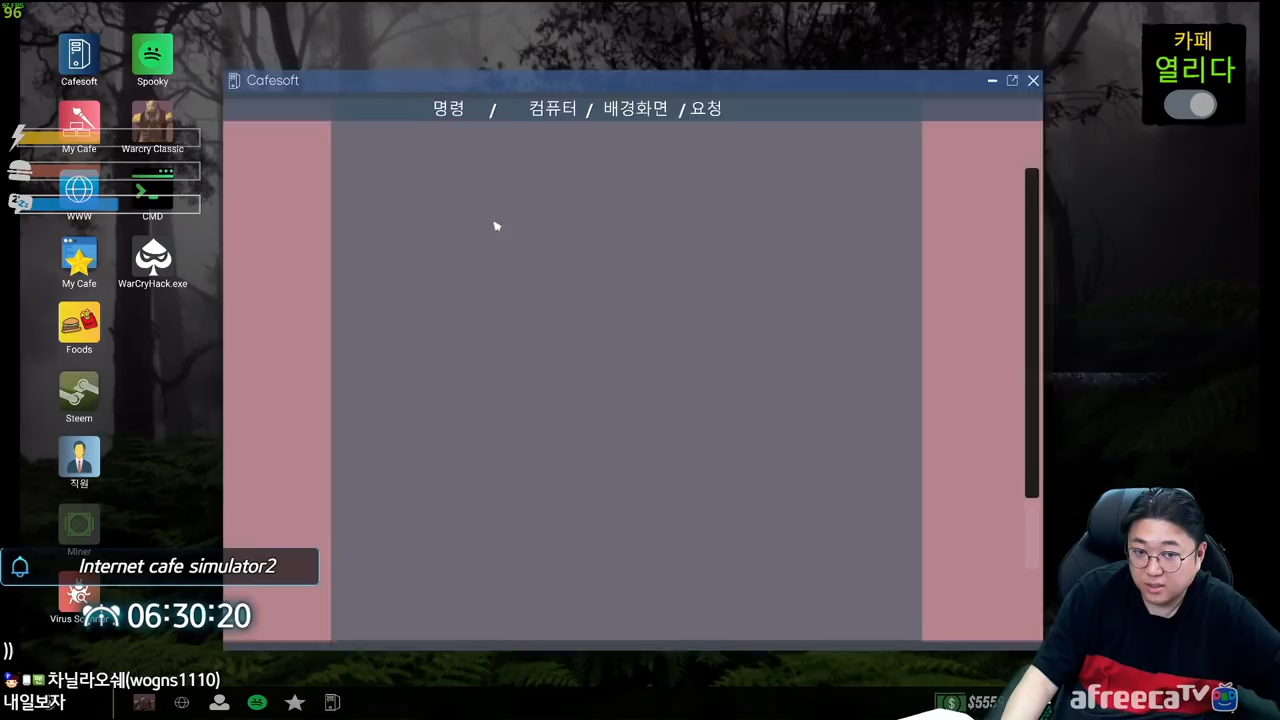 97 FPS
96
Cafesoft
Spooky
My Cafe
Warcry Classic
WWW
CMD
My Cafe
WarCryHack.exe
Foods
Steem
직원
Miner
Cafesoft
명령 / 컴퓨터 / 배경화면 / 요청
카페
열리다
Internet cafe simulator2
06:30:20
))
차닐라오쉐(wogns1110)
내일보자
afreecaTV